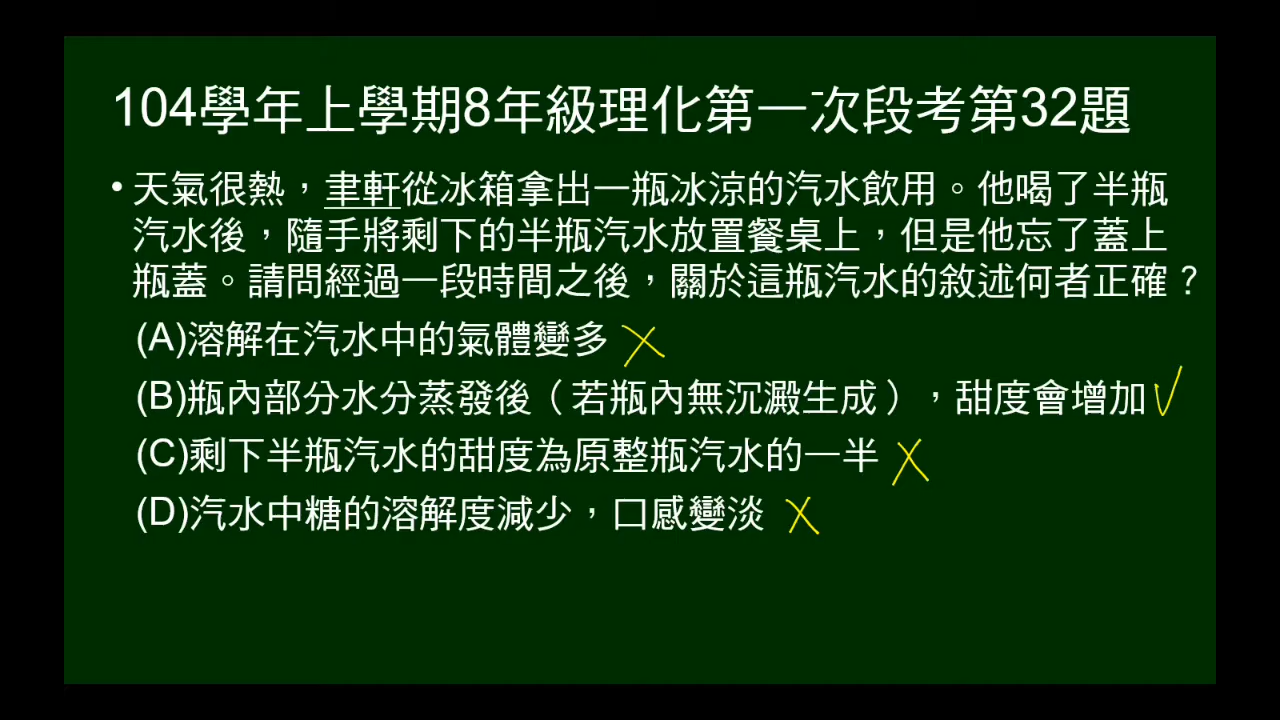 104學年上學期8年級理化第一次段考第32題
• 天氣很熱，聿軒從冰箱拿出一瓶冰涼的汽水飲用。他喝了半瓶
汽水後，隨手將剩下的半瓶汽水放置餐桌上，但是他忘了蓋上
瓶蓋。請問經過一段時間之後，關於這瓶汽水的敘述何者正確？
(A)溶解在汽水中的氣體變多
(B)瓶內部分水分蒸發後（若瓶內無沉澱生成），甜度會增加
(C)剩下半瓶汽水的甜度為原整瓶汽水的一半
(D)汽水中糖的溶解度減少，口感變淡